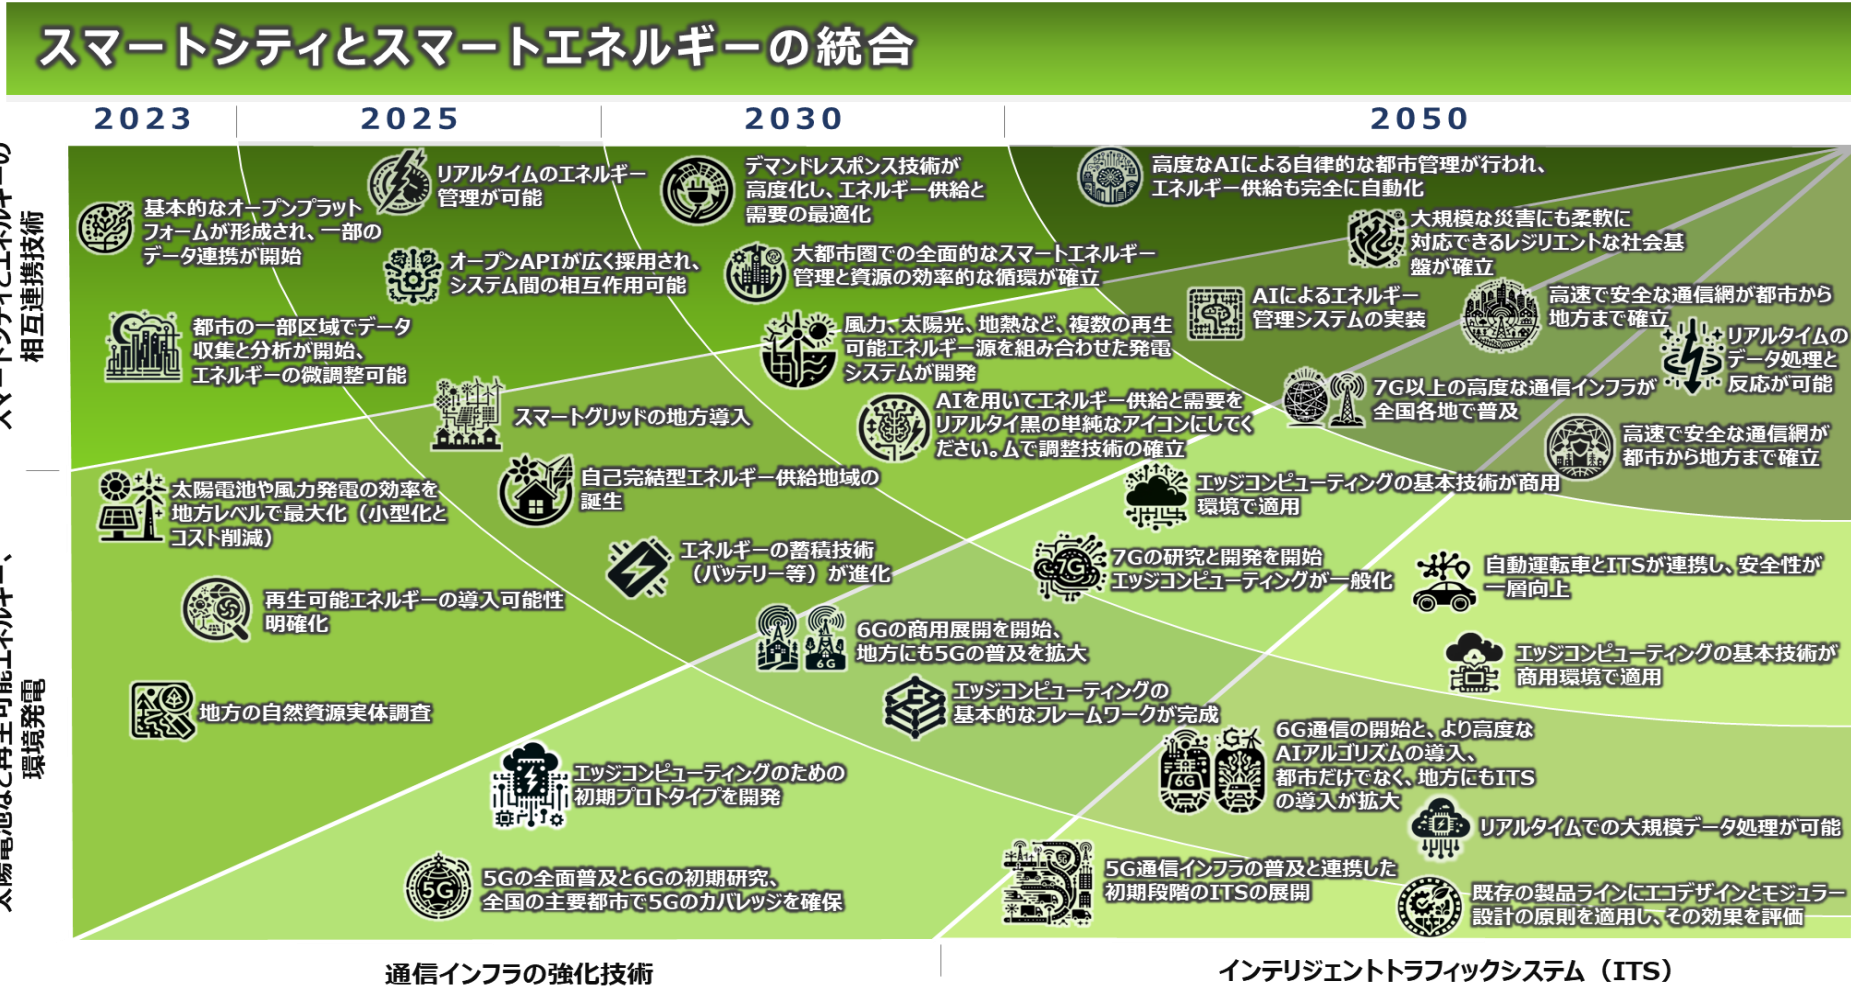 スマートシティとスマートエネルギーの統合
2023
2025
2030
2050
相互連携技術
基本的なオープンプラット
フォームが形成され、一部の
データ連携が開始
都市の一部区域でデータ
収集と分析が開始、
エネルギーの微調整可能
リアルタイムのエネルギー
管理が可能
オープンAPIが広く採用され、
システム間の相互作用可能
デマンドレスポンス技術が
高度化し、エネルギー供給と
需要の最適化
大都市圏での全面的なスマートエネルギー
管理と資源の効率的な循環が確立
高度なAIによる自律的な都市管理が行われ、
エネルギー供給も完全に自動化
大規模な災害にも柔軟に
対応できるレジリエントな社会基
盤が確立
AIによるエネルギー
管理システムの実装
高速で安全な通信網が都市から
地方まで確立
リアルタイムの
データ処理と
反応が可能
風力、太陽光、地熱など、複数の再生
可能エネルギー源を組み合わせた発電
システムが開発
AIを用いてエネルギー供給と需要を
リアルタイ黒の単純なアイコンにしてく
ださい。ムで調整技術の確立
7G以上の高度な通信インフラが
全国各地で普及
高速で安全な通信網が
都市から地方まで確立
スマートグリッドの地方導入
自己完結型エネルギー供給地域の
誕生
エネルギーの蓄積技術
（バッテリー等）が進化
環境発電
太陽電池や風力発電の効率を
地方レベルで最大化（小型化と
コスト削減）
再生可能エネルギーの導入可能性
明確化
地方の自然資源実体調査
エッジコンピューティングの基本技術が商用
環境で適用
7G
7Gの研究と開発を開始
エッジコンピューティングが一般化
6G
6Gの商用展開を開始、
地方にも5Gの普及を拡大
エッジコンピューティングの
基本的なフレームワークが完成
エッジコンピューティングのための
初期プロトタイプを開発
5G
5Gの全面普及と6Gの初期研究、
全国の主要都市で5Gのカバレッジを確保
自動運転車とITSが連携し、安全性が
一層向上
エッジコンピューティングの基本技術が
商用環境で適用
6G
6G通信の開始と、より高度な
AIアルゴリズムの導入、
都市だけでなく、地方にもITS
の導入が拡大
リアルタイムでの大規模データ処理が可能
5G通信インフラの普及と連携した
初期段階のITSの展開
既存の製品ラインにエコデザインとモジュラー
設計の原則を適用し、その効果を評価
通信インフラの強化技術
インテリジェントトラフィックシステム（ITS）